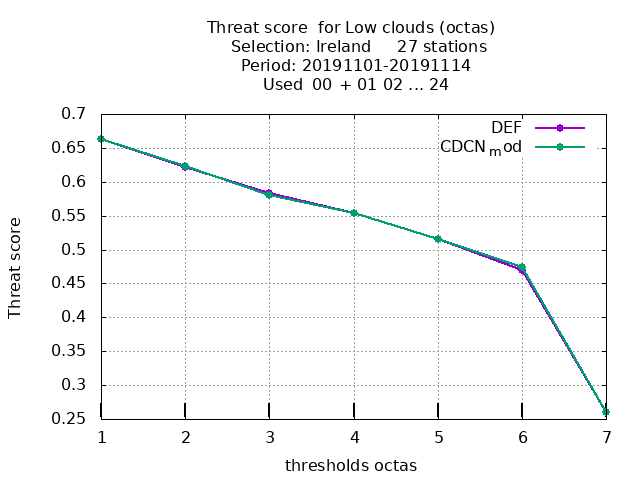 Threat score  for Low clouds (octas)
Selection: Ireland     27 stations
Period: 20191101-20191114
Used  00 + 01 02 ... 24
DEF
CDCN_mod
0.7
0.65
0.6
0.55
0.5
0.45
0.4
0.35
0.3
0.25
Threat score
1 2 3 4 5 6 7
thresholds octas